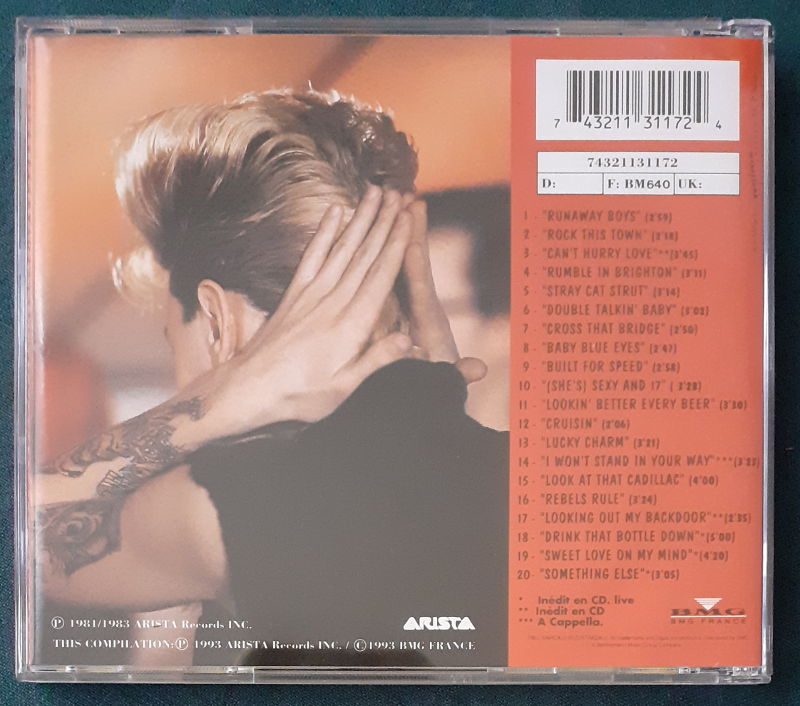 7 43211 31172 4
74321131172
D: F: BM640 UK:
1 - "RUNAWAY BOYS" (2'59)
2 - "ROCK THIS TOWN" (2'38)
3 - "CAN'T HURRY LOVE"**(3'45)
4 - "RUMBLE IN BRIGHTON" (3'11)
5 - "STRAY CAT STRUT" (3'14)
6 - "DOUBLE TALKIN' BABY" (3'02)
7 - "CROSS THAT BRIDGE" (2'50)
8 - "BABY BLUE EYES" (2'47)
9 - "BUILT FOR SPEED" (2'58)
10 - "(SHE'S) SEXY AND 17" ( 3'28)
11 - "LOOKIN' BETTER EVERY BEER" (3'30)
12 - "CRUISIN" (2'06)
13 - "LUCKY CHARM" (3'21)
14 - "I WON'T STAND IN YOUR WAY"***(3'23)
15 - "LOOK AT THAT CADILLAC" (4'00)
16 - "REBELS RULE" (3'24)
17 - "LOOKING OUT MY BACKDOOR"**(2'35)
18 - "DRINK THAT BOTTLE DOWN"*(5'00)
19 - "SWEET LOVE ON MY MIND"*(4'20)
20 - "SOMETHING ELSE"*(3'05)
* Inédit en CD. live
** Inédit en CD
*** A Cappella.
BMG
BMG FRANCE
Ⓟ 1981/1983 ARISTA Records INC.
ARISTA
THIS COMPILATION:Ⓟ 1993 ARISTA Records INC. / ©1993 BMG FRANCE